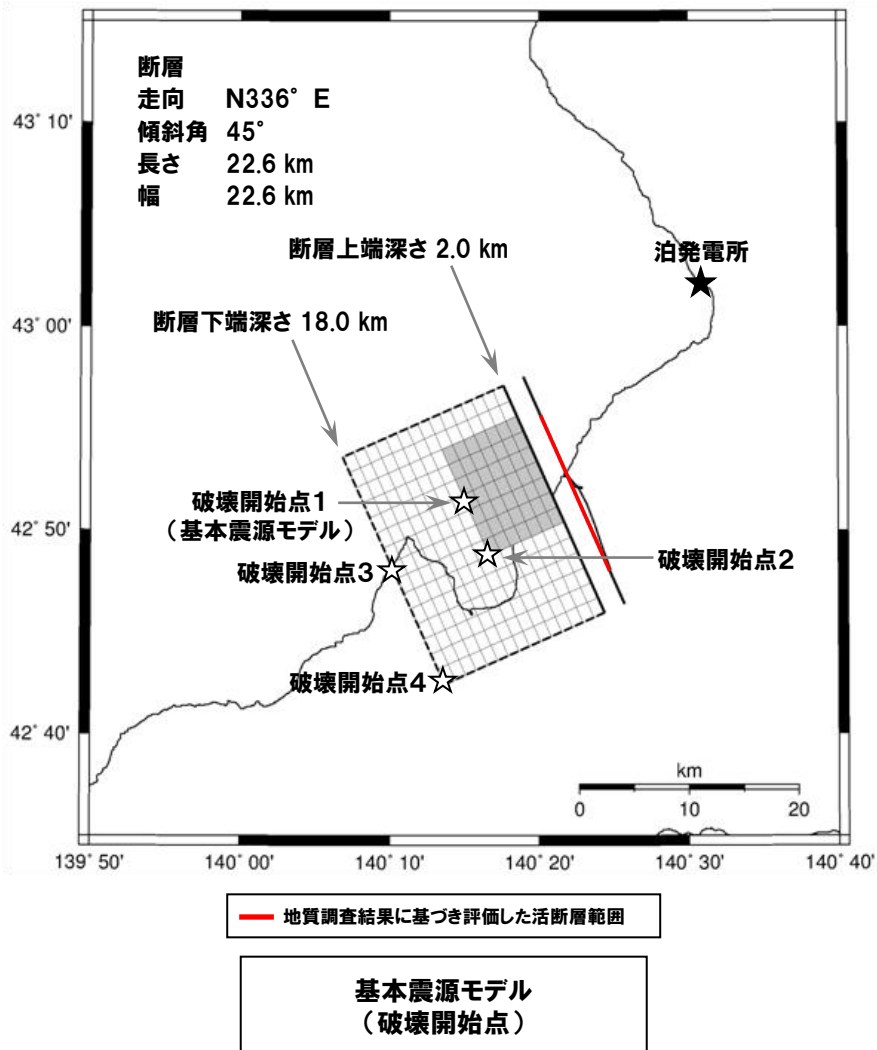 断層
走向 N336° E
傾斜角 45°
長さ 22.6 km
幅 22.6 km
43° 10'
断層上端深さ 2.0 km
泊発電所
断層下端深さ 18.0 km
43° 00'
破壊開始点1
（基本震源モデル）
42° 50'
破壊開始点2
破壊開始点3
破壊開始点4
42° 40'
km
0 10 20
139° 50' 140° 00' 140° 10' 140° 20' 140° 30' 140° 40'
地質調査結果に基づき評価した活断層範囲
基本震源モデル
（破壊開始点）